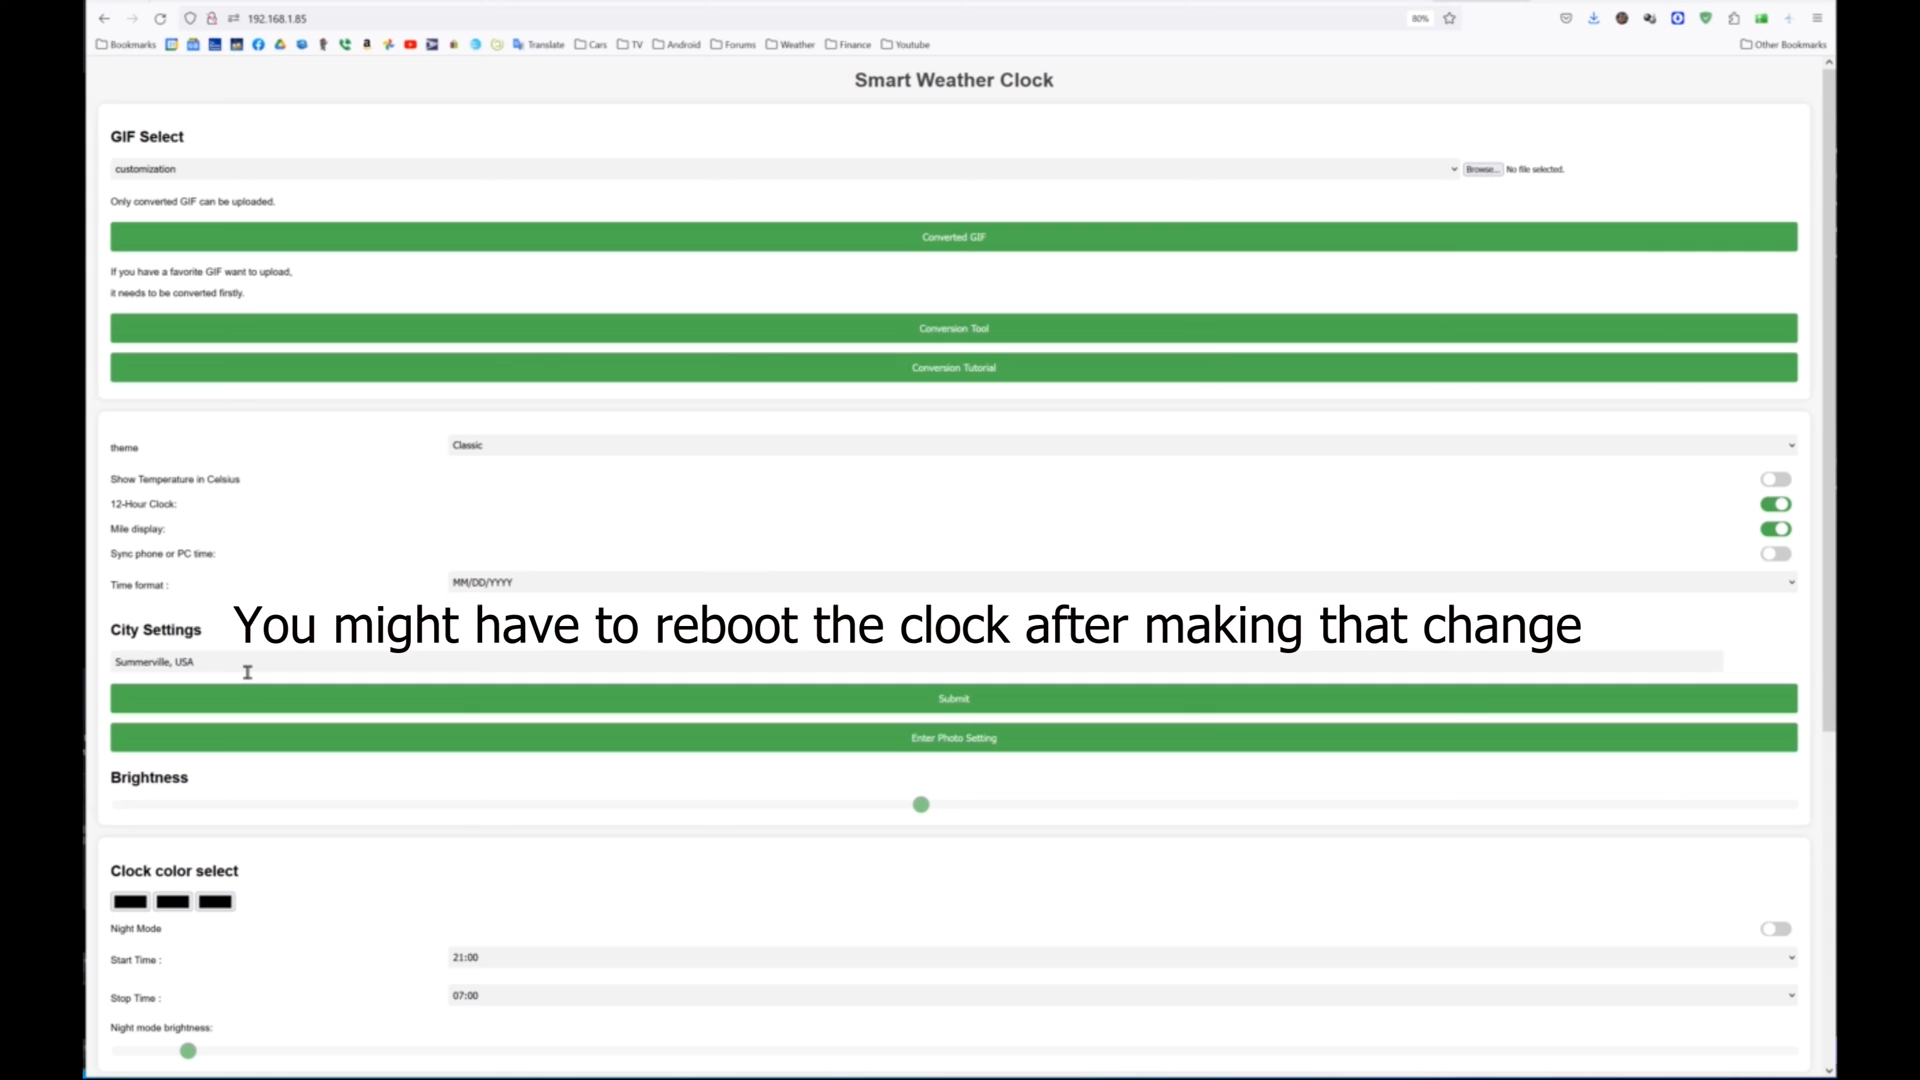 192.168.1.85
80%
Bookmarks
Translate
Cars
TV
Android
Forums
Weather
Finance
Youtube
Other Bookmarks
Smart Weather Clock
GIF Select
customization
Browse... No file selected.
Only converted GIF can be uploaded.
Converted GIF
If you have a favorite GIF want to upload,
it needs to be converted firstly.
Conversion Tool
Conversion Tutorial
theme
Classic
Show Temperature in Celsius
12-Hour Clock:
Mile display:
Sync phone or PC time:
Time format :
MM/DD/YYYY
City Settings
You might have to reboot the clock after making that change
Summerville, USA
Submit
Enter Photo Setting
Brightness
Clock color select
Night Mode
Start Time :
21:00
Stop Time :
07:00
Night mode brightness: